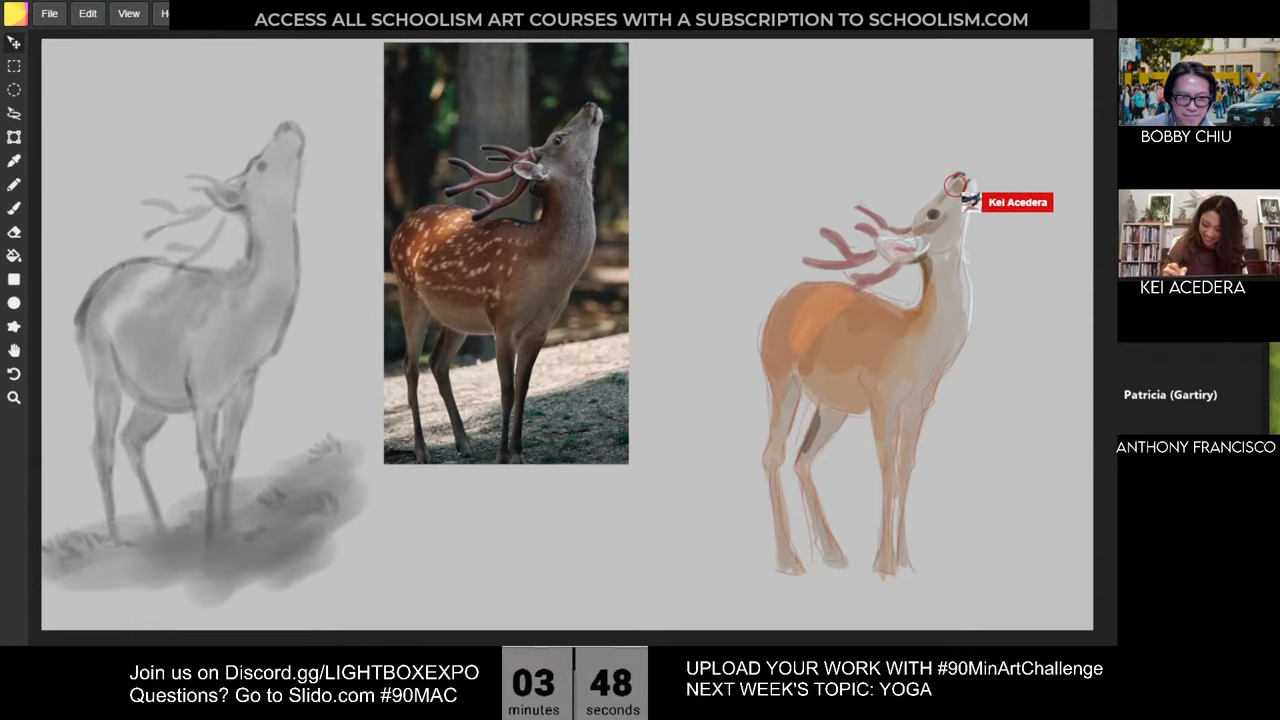 ACCESS ALL SCHOOLISM ART COURSES WITH A SUBSCRIPTION TO SCHOOLISM.COM
File Edit View
BOBBY CHIU
Kei Acedera
KEI ACEDERA
Patricia (Gartiry)
ANTHONY FRANCISCO
Join us on Discord.gg/LIGHTBOXEXPO
Questions? Go to Slido.com #90MAC
03 48
minutes seconds
UPLOAD YOUR WORK WITH #90MinArtChallenge
NEXT WEEK'S TOPIC: YOGA